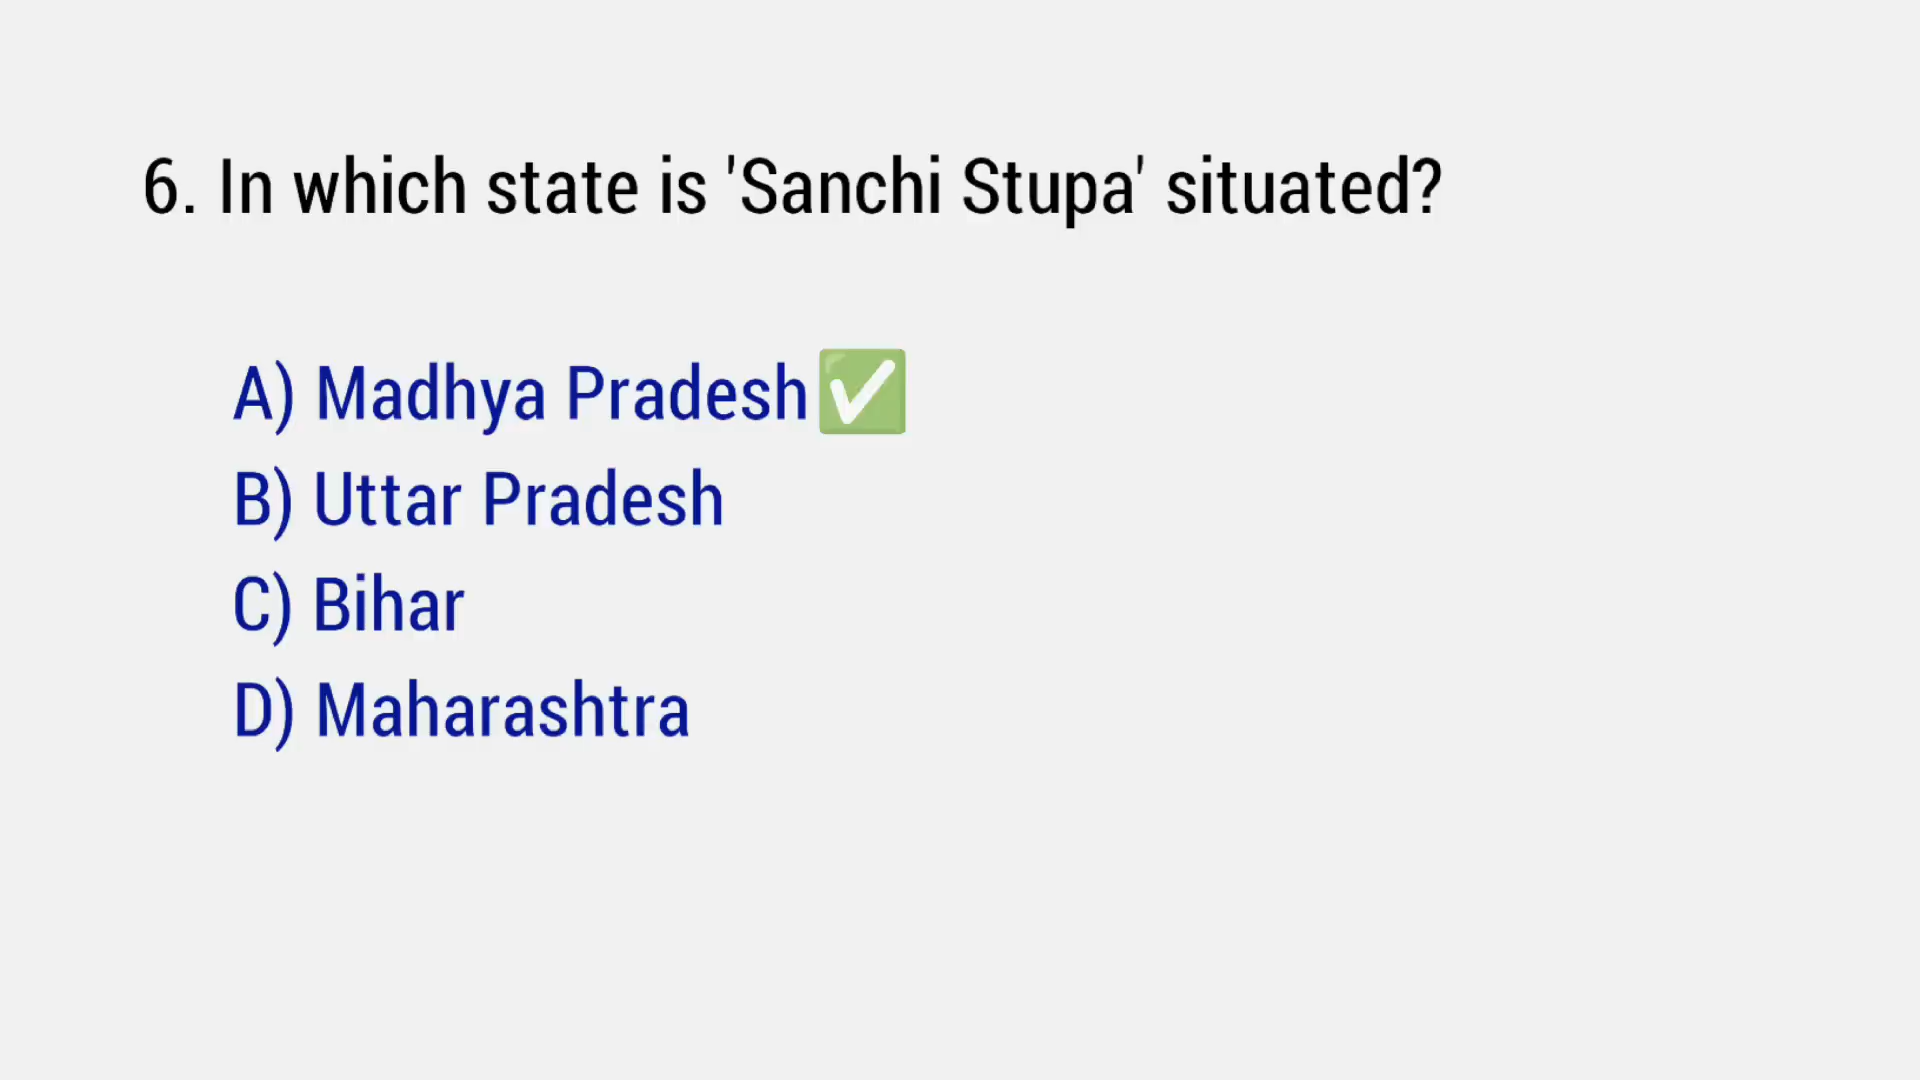 6. In which state is 'Sanchi Stupa' situated?
A) Madhya Pradesh✅
B) Uttar Pradesh
C) Bihar
D) Maharashtra